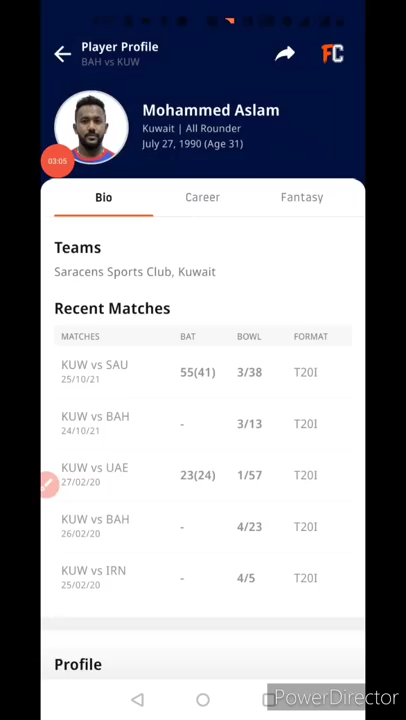 Player Profile
BAH vs KUW
FC
Mohammed Aslam
Kuwait | All Rounder
July 27, 1990 (Age 31)
03:05
Bio Career Fantasy
Teams
Saracens Sports Club, Kuwait
Recent Matches
MATCHES BAT BOWL FORMAT
KUW vs SAU 55(41) 3/38 T20I
25/10/21
KUW vs BAH - 3/13 T20I
24/10/21
KUW vs UAE 23(24) 1/57 T20I
27/02/20
KUW vs BAH - 4/23 T20I
26/02/20
KUW vs IRN - 4/5 T20I
25/02/20
Profile
PowerDirector